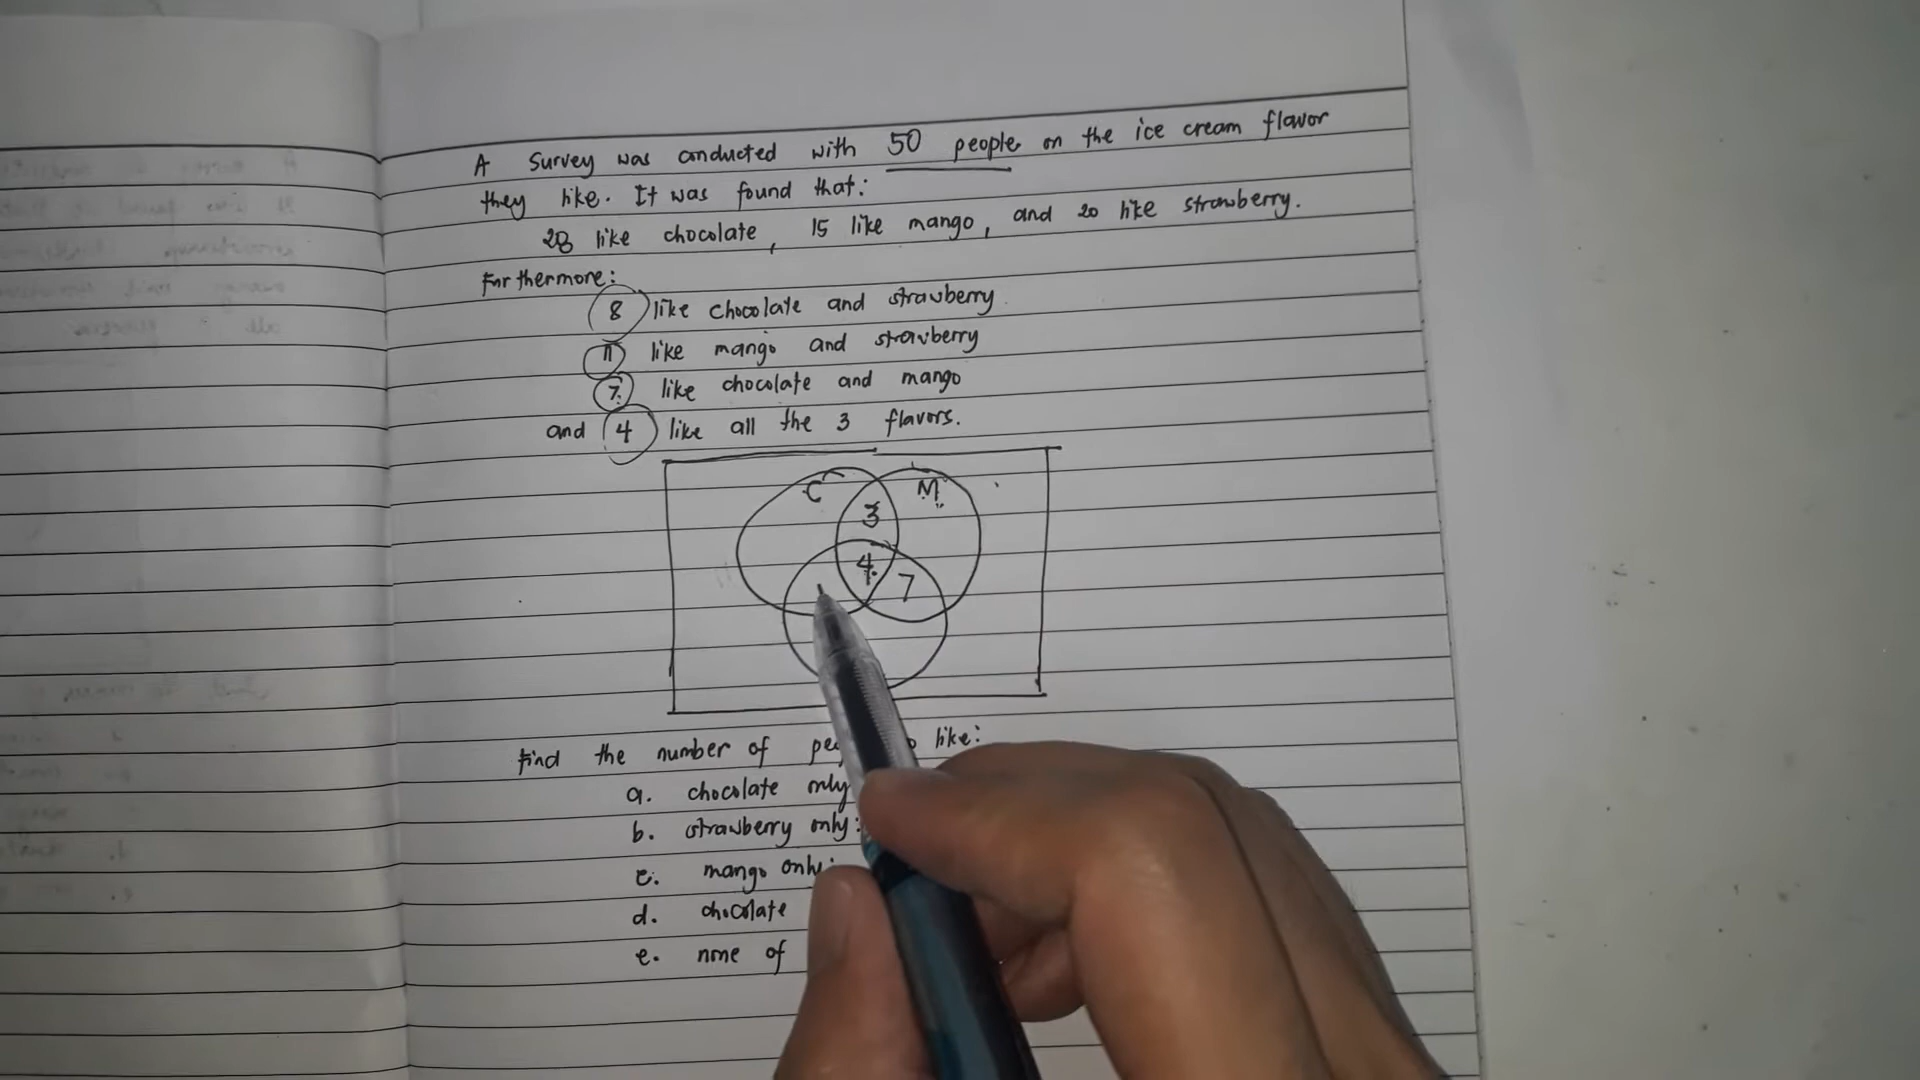 A Survey was conducted with 50 people on the ice cream flavor
they like. It was found that:
28 like chocolate, 15 like mango, and 20 like strawberry.
Furthermore:
8 like chocolate and strawberry
11 like mango and strawberry
7 like chocolate and mango
and 4 like all the 3 flavors.
C M
3
4
7
Find the number of like:
a. chocolate only
b. strawberry only:
c. mango only:
d. chocolate
e. none of